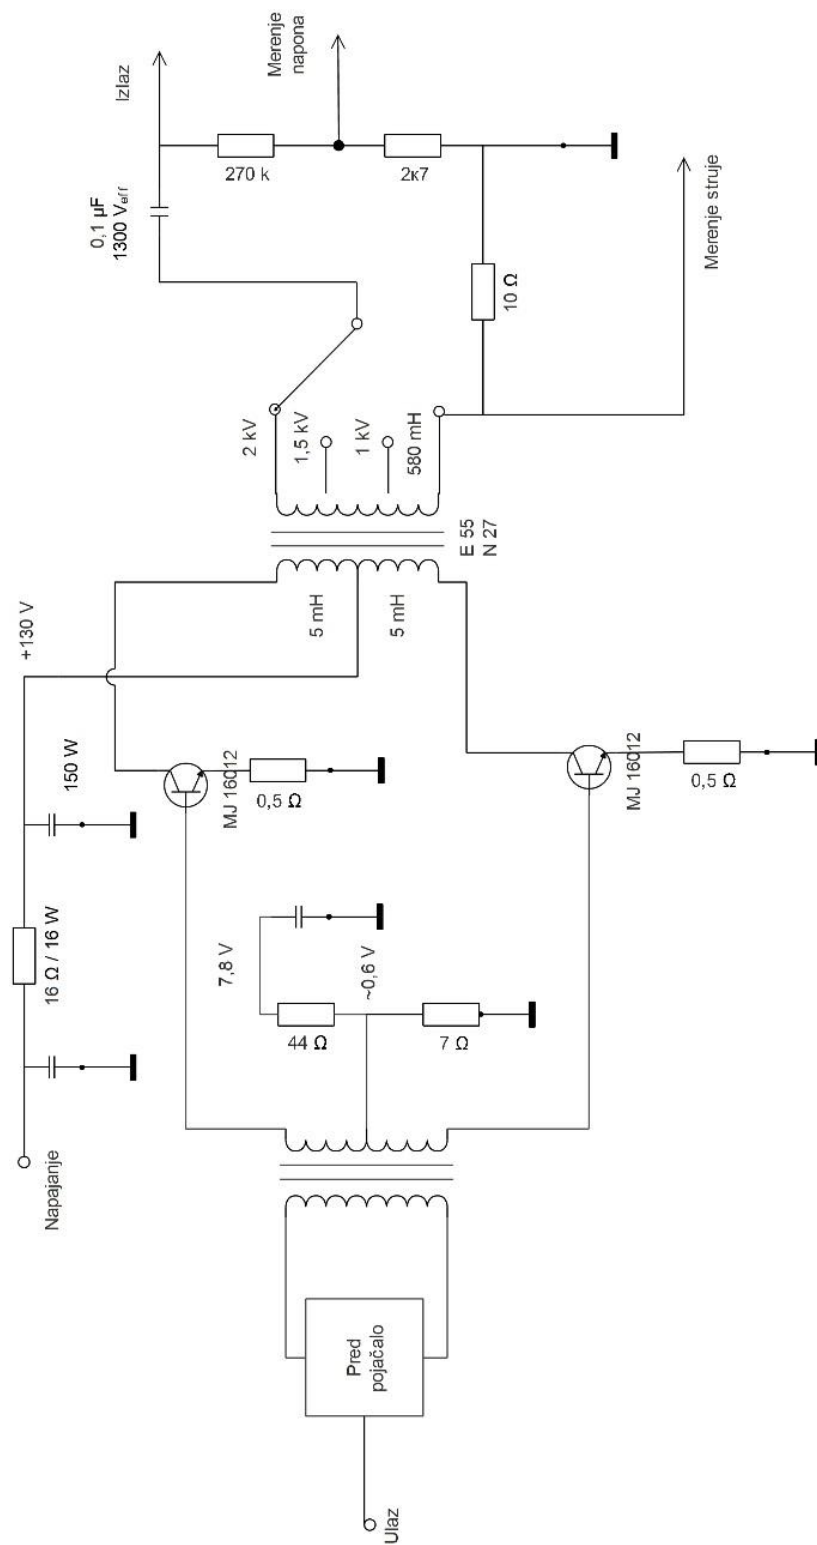 Napajanje
16 Ω / 16 W
150 W
+130 V
0,1 µF
1300 Veff
Izlaz
Merenje
napona
270 k
2к7
10 Ω
Merenje struje
2 kV
1,5 kV
1 kV
580 mH
E 55
N 27
5 mH
5 mH
MJ 16012
0,5 Ω
MJ 16012
0,5 Ω
7,8 V
~0,6 V
44 Ω
7 Ω
Pred
pojačalo
Ulaz